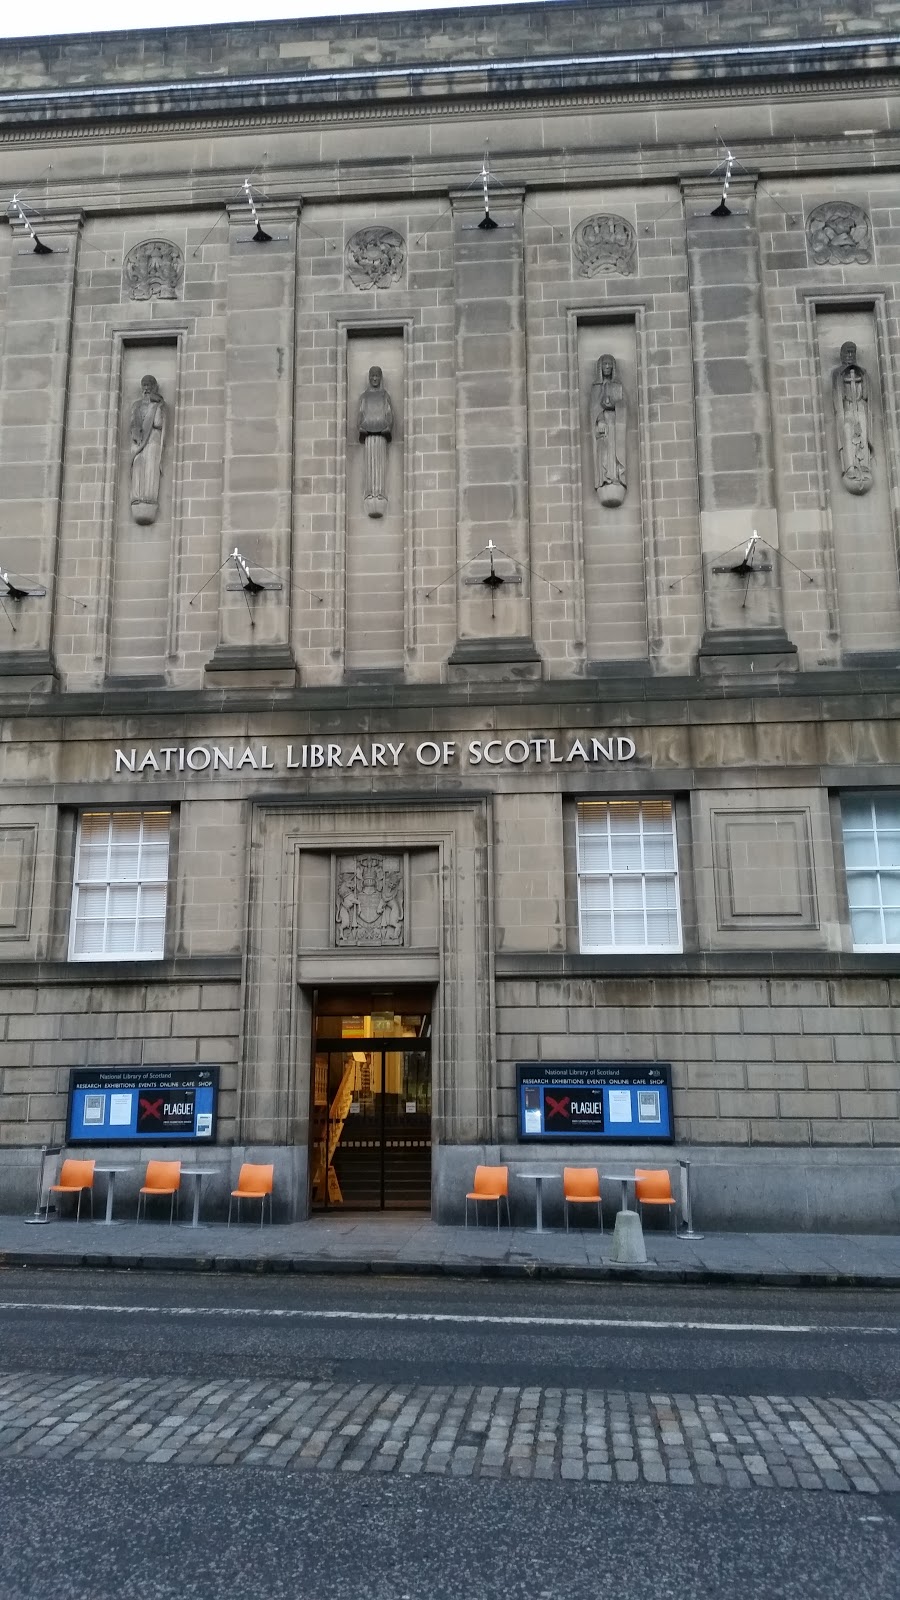 NATIONAL LIBRARY OF SCOTLAND
National Library of Scotland
RESEARCH EXHIBITIONS EVENTS ONLINE CAFE SHOP
PLAGUE!
National Library of Scotland
RESEARCH EXHIBITIONS EVENTS ONLINE CAFE SHOP
PLAGUE!